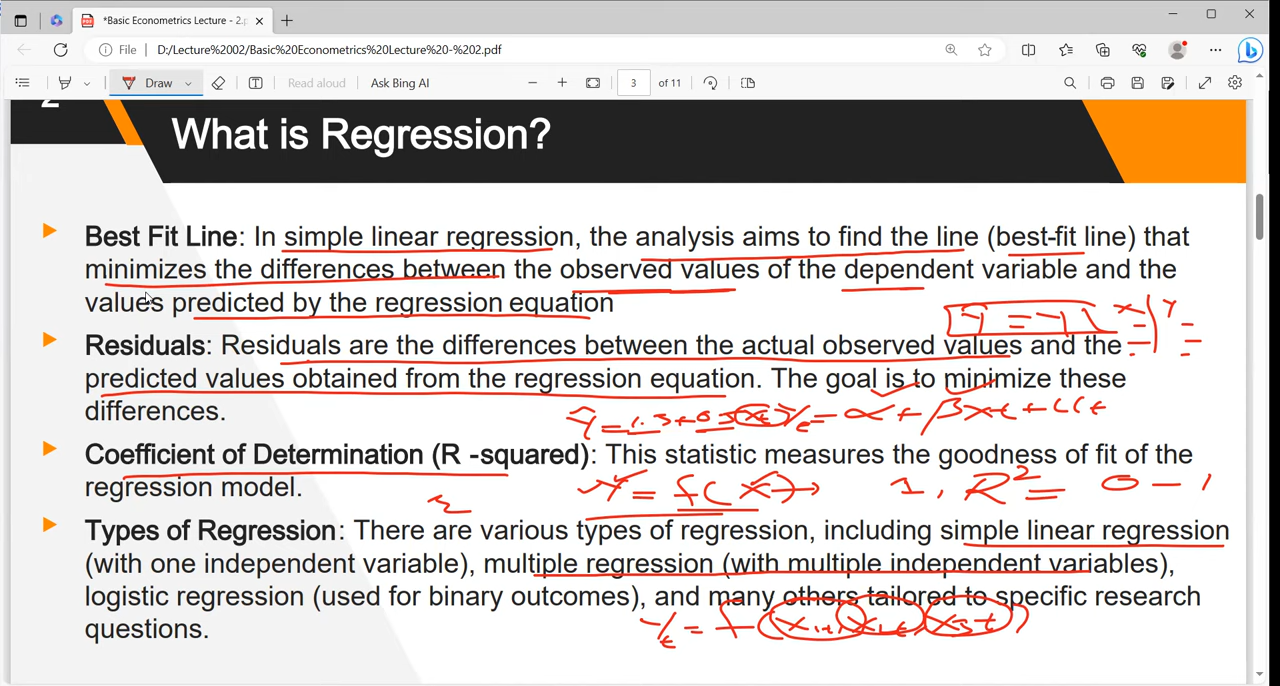 *Basic Econometrics Lecture - 2.p
File D:/Lecture%2002/Basic%20Econometrics%20Lecture%20-%202.pdf
Draw Read aloud Ask Bing AI 3 of 11
2
What is Regression?
Best Fit Line: In simple linear regression, the analysis aims to find the line (best-fit line) that
minimizes the differences between the observed values of the dependent variable and the
values predicted by the regression equation
Residuals: Residuals are the differences between the actual observed values and the
predicted values obtained from the regression equation. The goal is to minimize these
differences.
Coefficient of Determination (R -squared): This statistic measures the goodness of fit of the
regression model.
Y = f(X) 1, R² = 0 - 1
Types of Regression: There are various types of regression, including simple linear regression
(with one independent variable), multiple regression (with multiple independent variables),
logistic regression (used for binary outcomes), and many others tailored to specific research
questions.